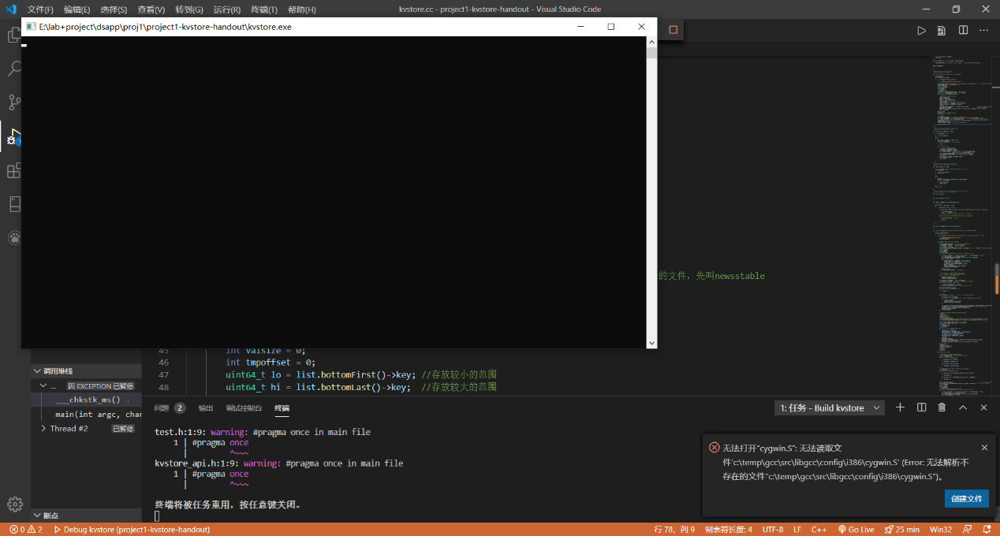 文件(F) 编辑(E) 选择(S) 查看(V) 转到(G) 运行(R) 终端(T) 帮助(H) kvstore.cc - project1-kvstore-handout - Visual Studio Code
E:\lab+project\dsapp\proj1\project1-kvstore-handout\kvstore.exe
的文件，先叫newsstable
45 int valsize = 0;
46 int tmpoffset = 0;
47 uint64_t lo = list.bottomFirst()->key; //存放较小的范围
48 uint64_t hi = list.bottomLast()->key; //存放较大的范围
调用堆栈
... 因 EXCEPTION 已暂停
___chkstk_ms()
main(int argc, char
Thread #2 已暂停
断点
问题 2 输出 调试控制台 终端 1: 任务 - Build kvstore
test.h:1:9: warning: #pragma once in main file
1 | #pragma once
| ^~~~
kvstore_api.h:1:9: warning: #pragma once in main file
1 | #pragma once
| ^~~~
终端将被任务重用，按任意键关闭。
无法打开"cygwin.S": 无法读取文
件'c:\temp\gcc\src\libgcc\config\i386\cygwin.S' (Error: 无法解析不
存在的文件"c:\temp\gcc\src\libgcc\config\i386\cygwin.S")。
创建文件
0 2 Debug kvstore (project1-kvstore-handout) 行 78，列 9 制表符长度: 4 UTF-8 LF C++ Go Live 25 min Win32